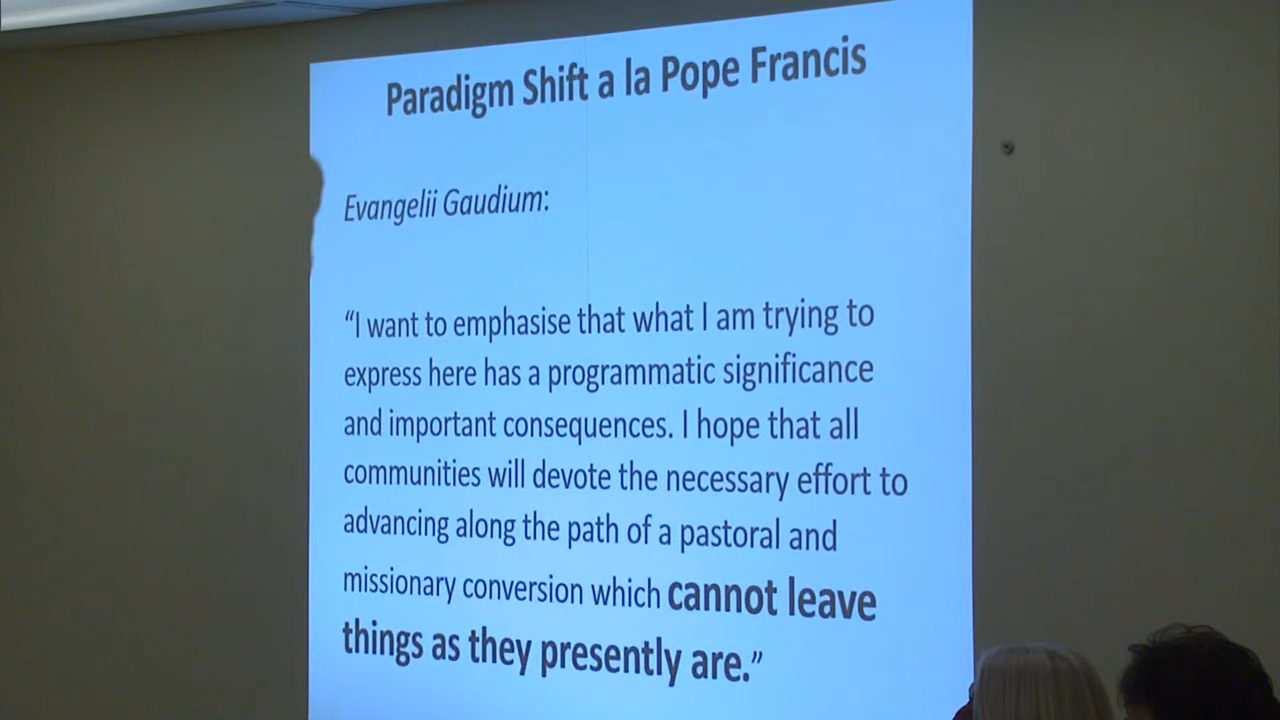 Paradigm Shift a la Pope Francis
Evangelii Gaudium:
“I want to emphasise that what I am trying to
express here has a programmatic significance
and important consequences. I hope that all
communities will devote the necessary effort to
advancing along the path of a pastoral and
missionary conversion which cannot leave
things as they presently are.”